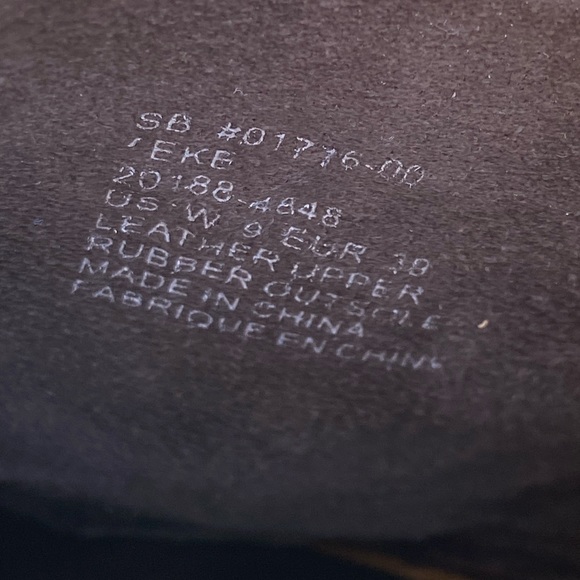 SB #01716-00
'EKE
20188-4848
US W 9 EUR
LEATHER UPPER
RUBBER OUTSOLE
MADE IN CHINA
FABRIQUE EN CHINE